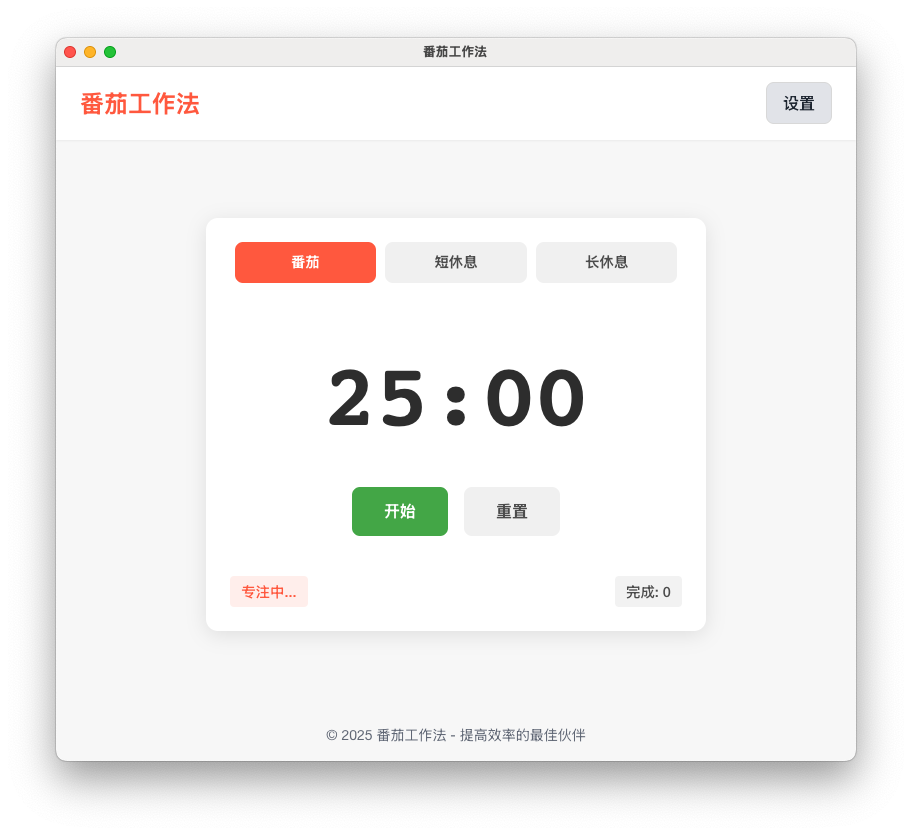 番茄工作法
番茄工作法
设置
番茄
短休息
长休息
25:00
开始
重置
专注中...
完成: 0
© 2025 番茄工作法 - 提高效率的最佳伙伴